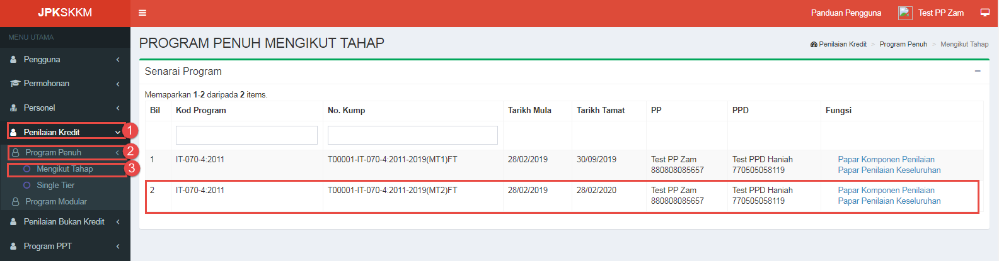 JPKSKKM
Panduan Pengguna
Test PP Zam
MENU UTAMA
Pengguna
Permohonan
Personel
Penilaian Kredit
1
Program Penuh
2
Mengikut Tahap
3
Single Tier
Program Modular
Penilaian Bukan Kredit
Program PPT
PROGRAM PENUH MENGIKUT TAHAP
Penilaian Kredit > Program Penuh > Mengikut Tahap
Senarai Program
Memaparkan 1-2 daripada 2 items.
Bil Kod Program No. Kump Tarikh Mula Tarikh Tamat PP PPD Fungsi
1 IT-070-4:2011 T00001-IT-070-4:2011-2019(MT1)FT 28/02/2019 30/09/2019 Test PP Zam Test PPD Haniah Papar Komponen Penilaian
880808085657 770505058119 Papar Penilaian Keseluruhan
2 IT-070-4:2011 T00001-IT-070-4:2011-2019(MT2)FT 28/02/2019 28/02/2020 Test PP Zam Test PPD Haniah Papar Komponen Penilaian
880808085657 770505058119 Papar Penilaian Keseluruhan